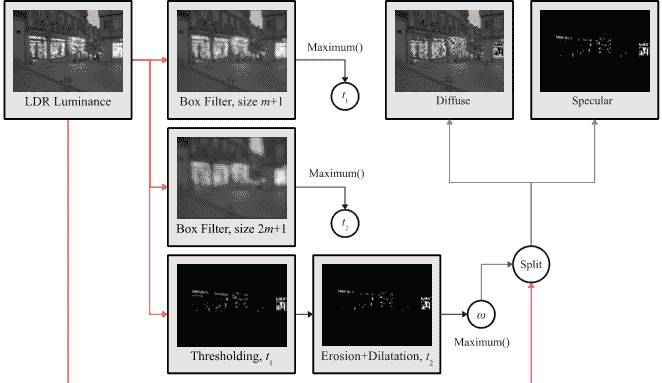 LDR Luminance
Box Filter, size m+1
Maximum()
t1
Diffuse
Specular
Box Filter, size 2m+1
Maximum()
t2
Split
Thresholding, t1
Erosion+Dilatation, t2
ω
Maximum()